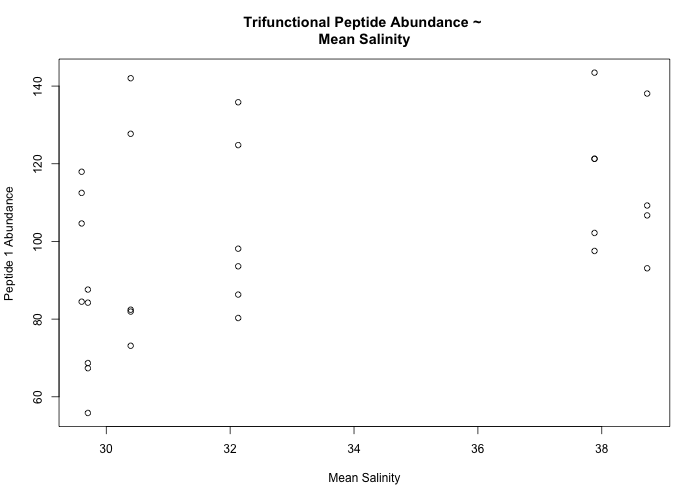 Trifunctional Peptide Abundance ~
Mean Salinity
Peptide 1 Abundance
140
120
100
80
60
30
32
34
36
38
Mean Salinity